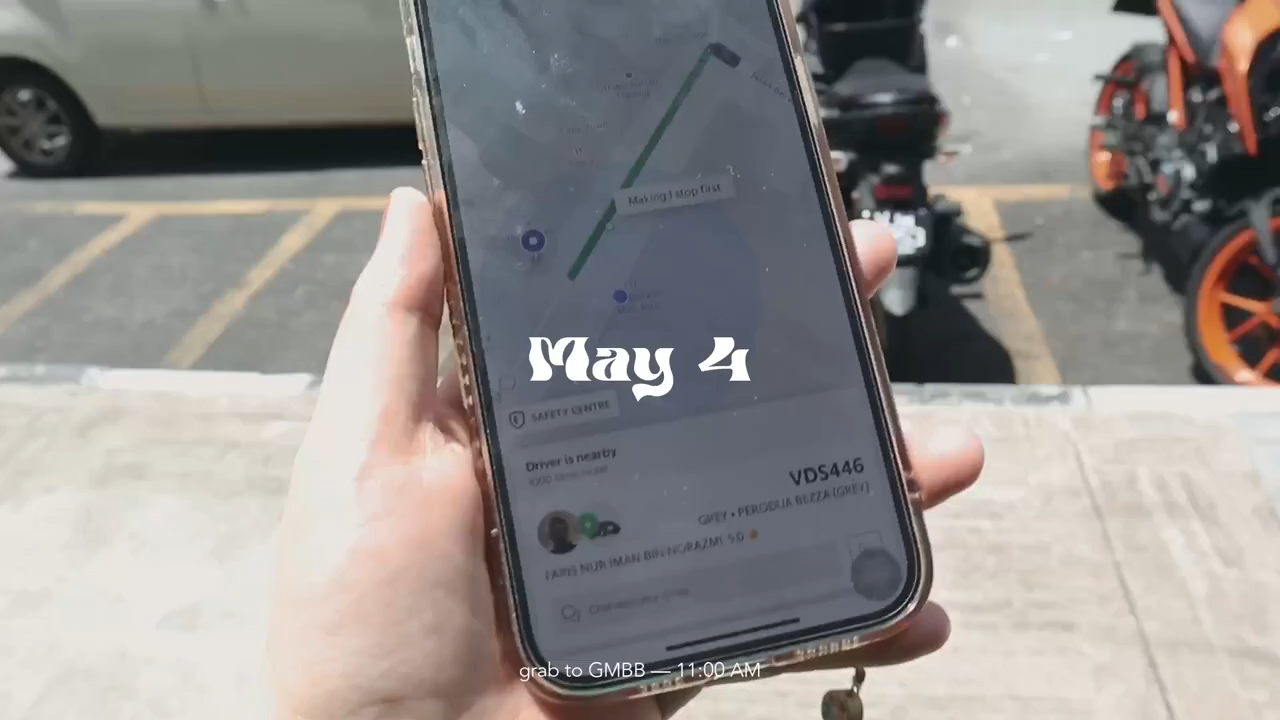 Making 1 stop first
May 4
SAFETY CENTRE
Driver is nearby
VDS446
GREY • PERODUA BEZZA (GREY)
FARIS NUR IMAN BIN NORAZMI 5.0
grab to GMBB — 11:00 AM